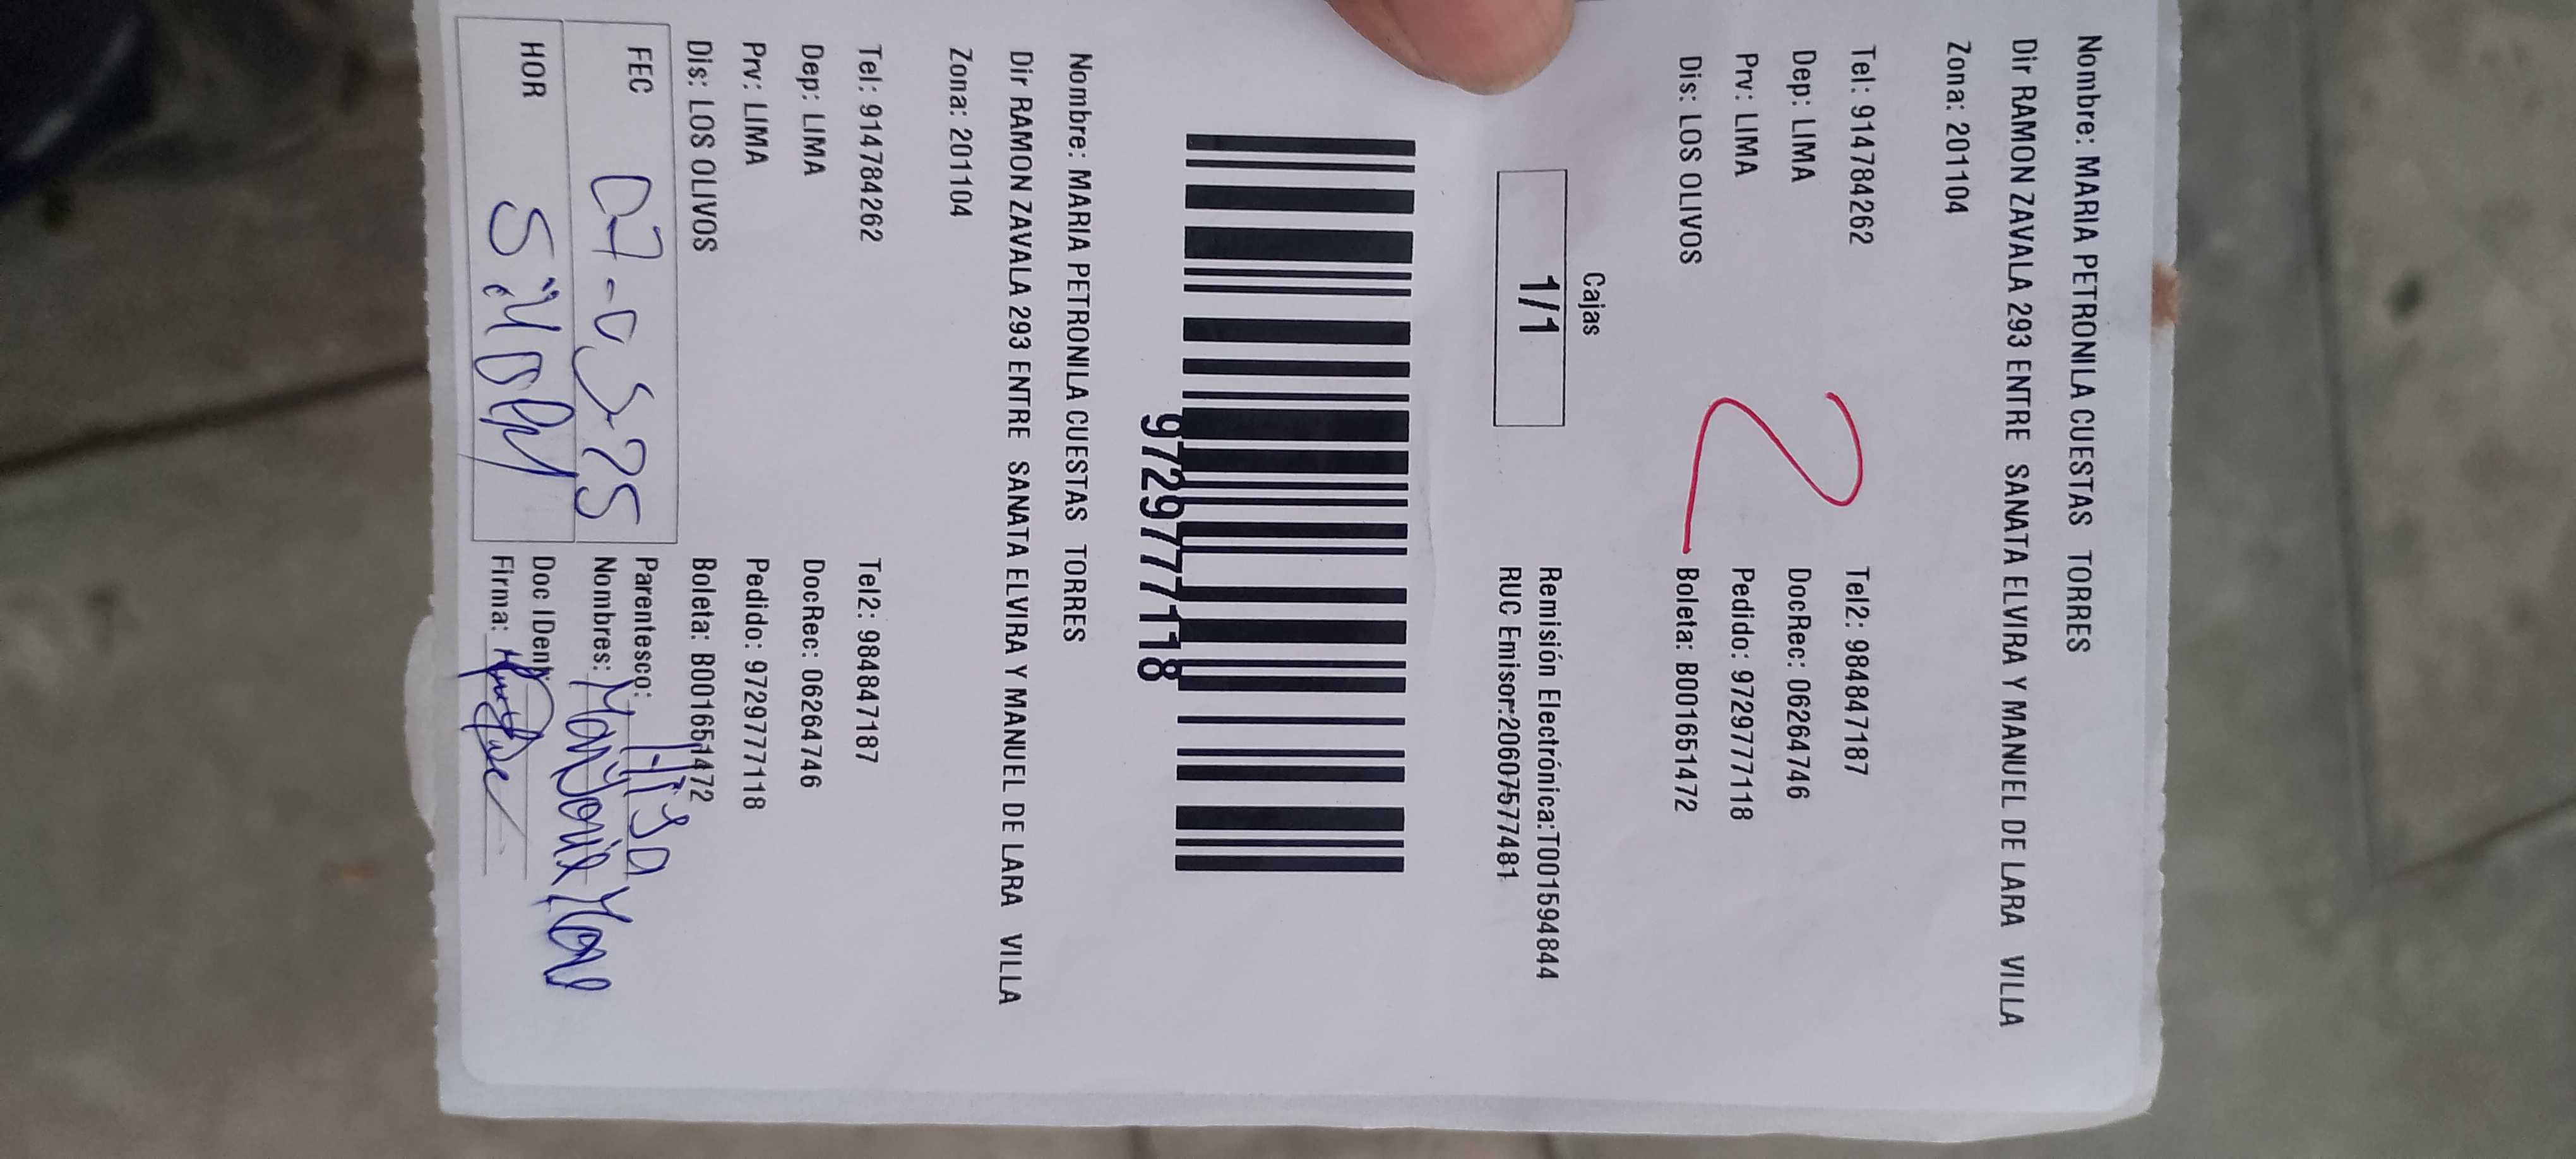 Nombre: MARIA PETRONILA CUESTAS TORRES
Dir RAMON ZAVALA 293 ENTRE SANATA ELVIRA Y MANUEL DE LARA VILLA
Zona: 201104
Tel: 914784262 Tel2: 984847187
Dep: LIMA DocRec: 06264746
Prv: LIMA Pedido: 9729777118
Dis: LOS OLIVOS Boleta: B001651472
2
Cajas
1/1
Remisión Electrónica:T001594844
RUC Emisor:20607577481
9729777118
Nombre: MARIA PETRONILA CUESTAS TORRES
Dir RAMON ZAVALA 293 ENTRE SANATA ELVIRA Y MANUEL DE LARA VILLA
Zona: 201104
Tel: 914784262 Tel2: 984847187
Dep: LIMA DocRec: 06264746
Prv: LIMA Pedido: 9729777118
Dis: LOS OLIVOS Boleta: B001651472
FEC 07-05-25
HOR
Parentesco: Hija
Nombres:
Doc IDent:
Firma: